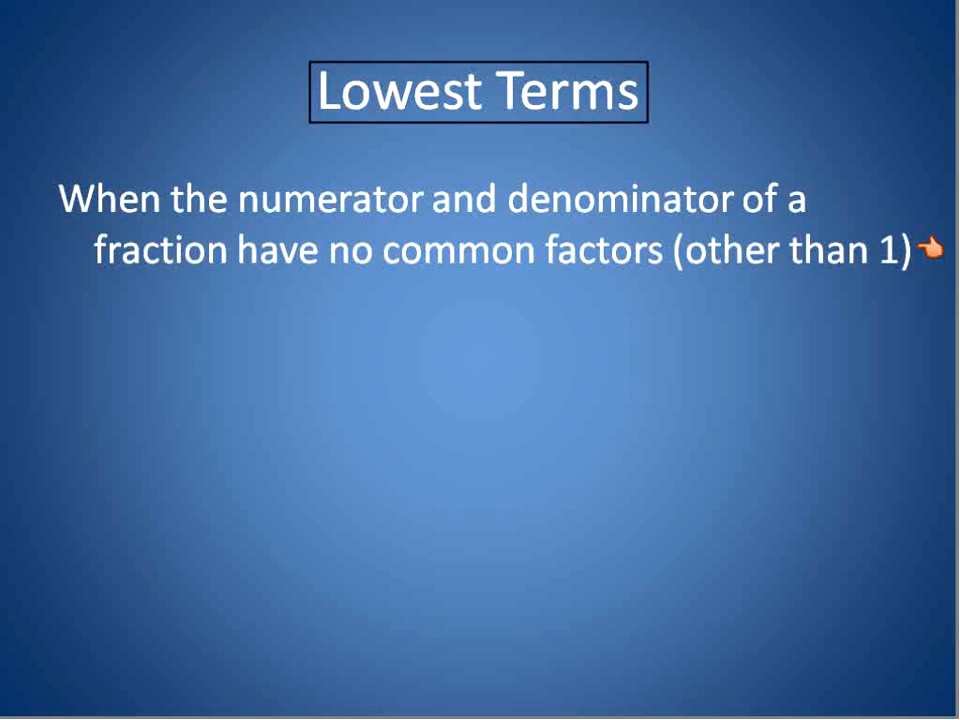 Lowest Terms
When the numerator and denominator of a
fraction have no common factors (other than 1)